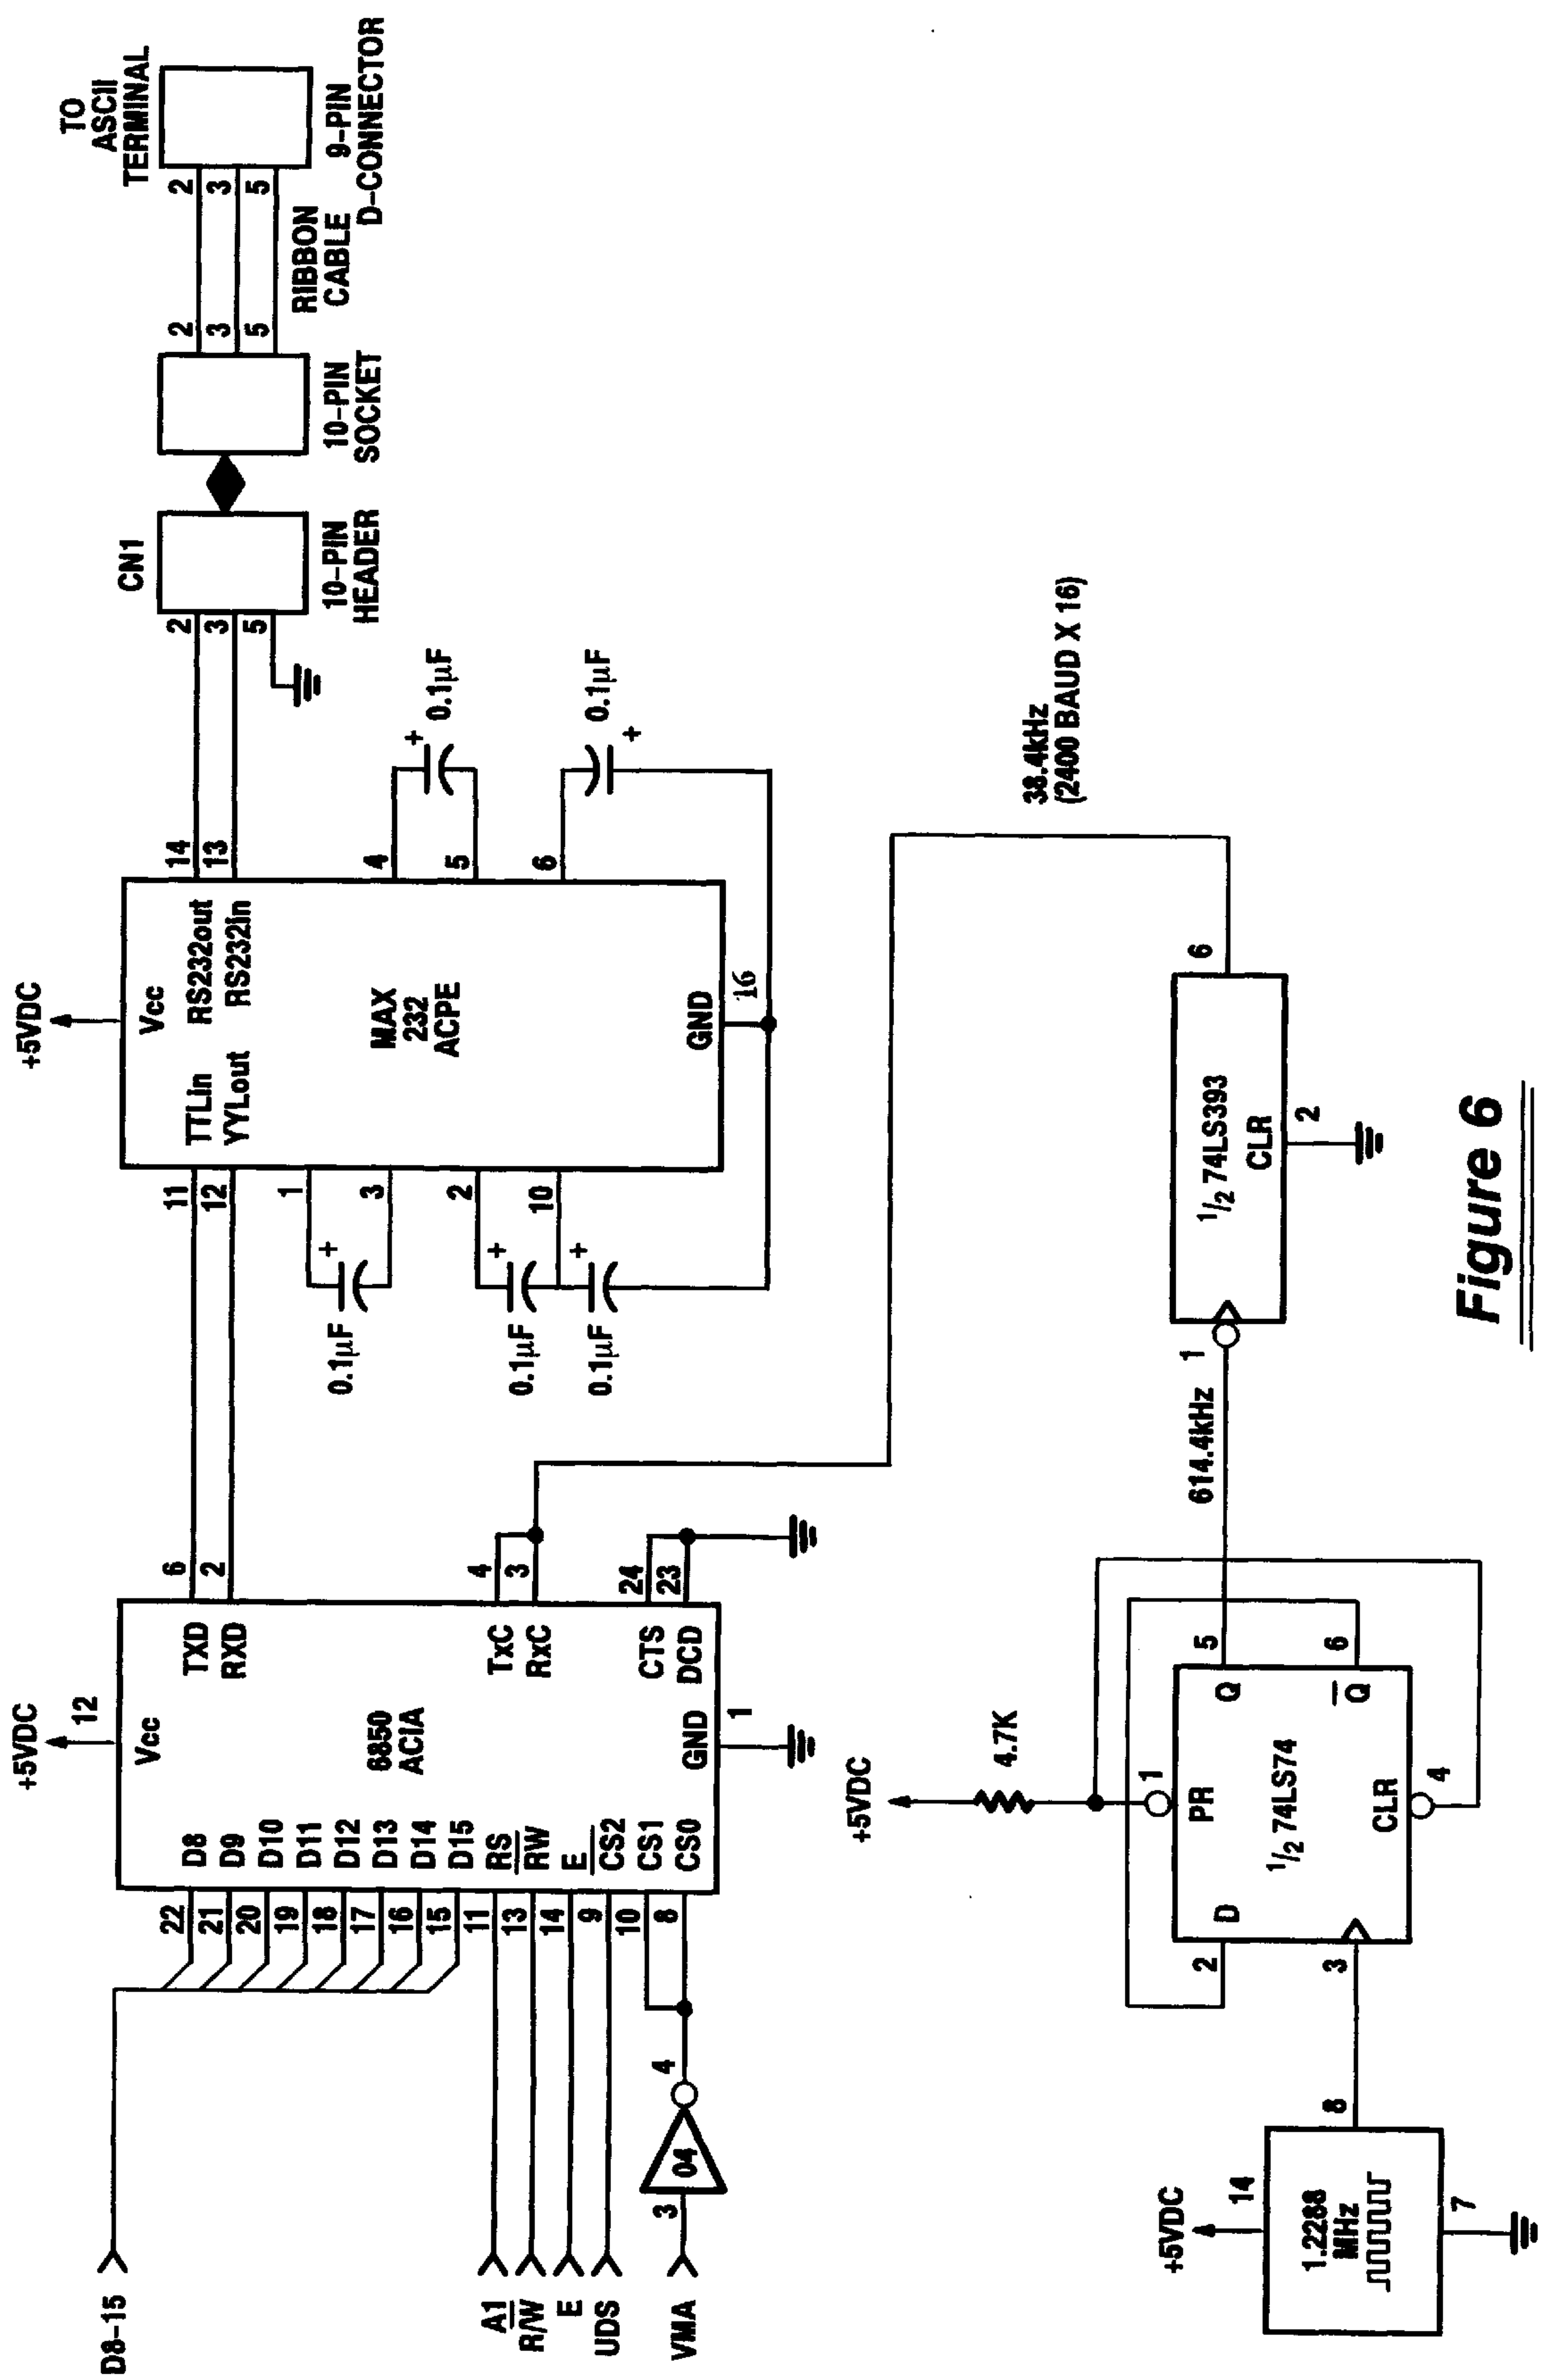 +5VDC
12
Vcc
D8-15
22
D8
21
D9
20
D10
19
D11
18
D12
17
D13
16
D14
15
D15
A1
11
RS
R/W
13
RW
E
14
E
UDS
9
CS2
10
CS1
VMA
3
04
4
8
CS0
6850
ACIA
TXD
6
RXD
2
TxC
4
RxC
3
CTS
24
DCD
23
GND
1
+5VDC
Vcc
11
TTLin
12
YYLout
RS232out
14
RS232in
13
1
3
0.1µF
+
2
10
0.1µF
+
0.1µF
+
MAX
232
ACPE
4
5
+
0.1µF
6
0.1µF
+
GND
16
CN1
2
3
5
10-PIN
HEADER
10-PIN
SOCKET
2
3
5
RIBBON
CABLE
2
3
5
TO
ASCII
TERMINAL
9-PIN
D-CONNECTOR
38.4kHz
(2400 BAUD X 16)
+5VDC
14
1.2288
MHz
7
8
+5VDC
4.7K
1
PR
2
D
3
Q
5
Q
6
1/2 74LS74
CLR
4
614.4kHz
1
1/2 74LS393
CLR
2
6
Figure 6